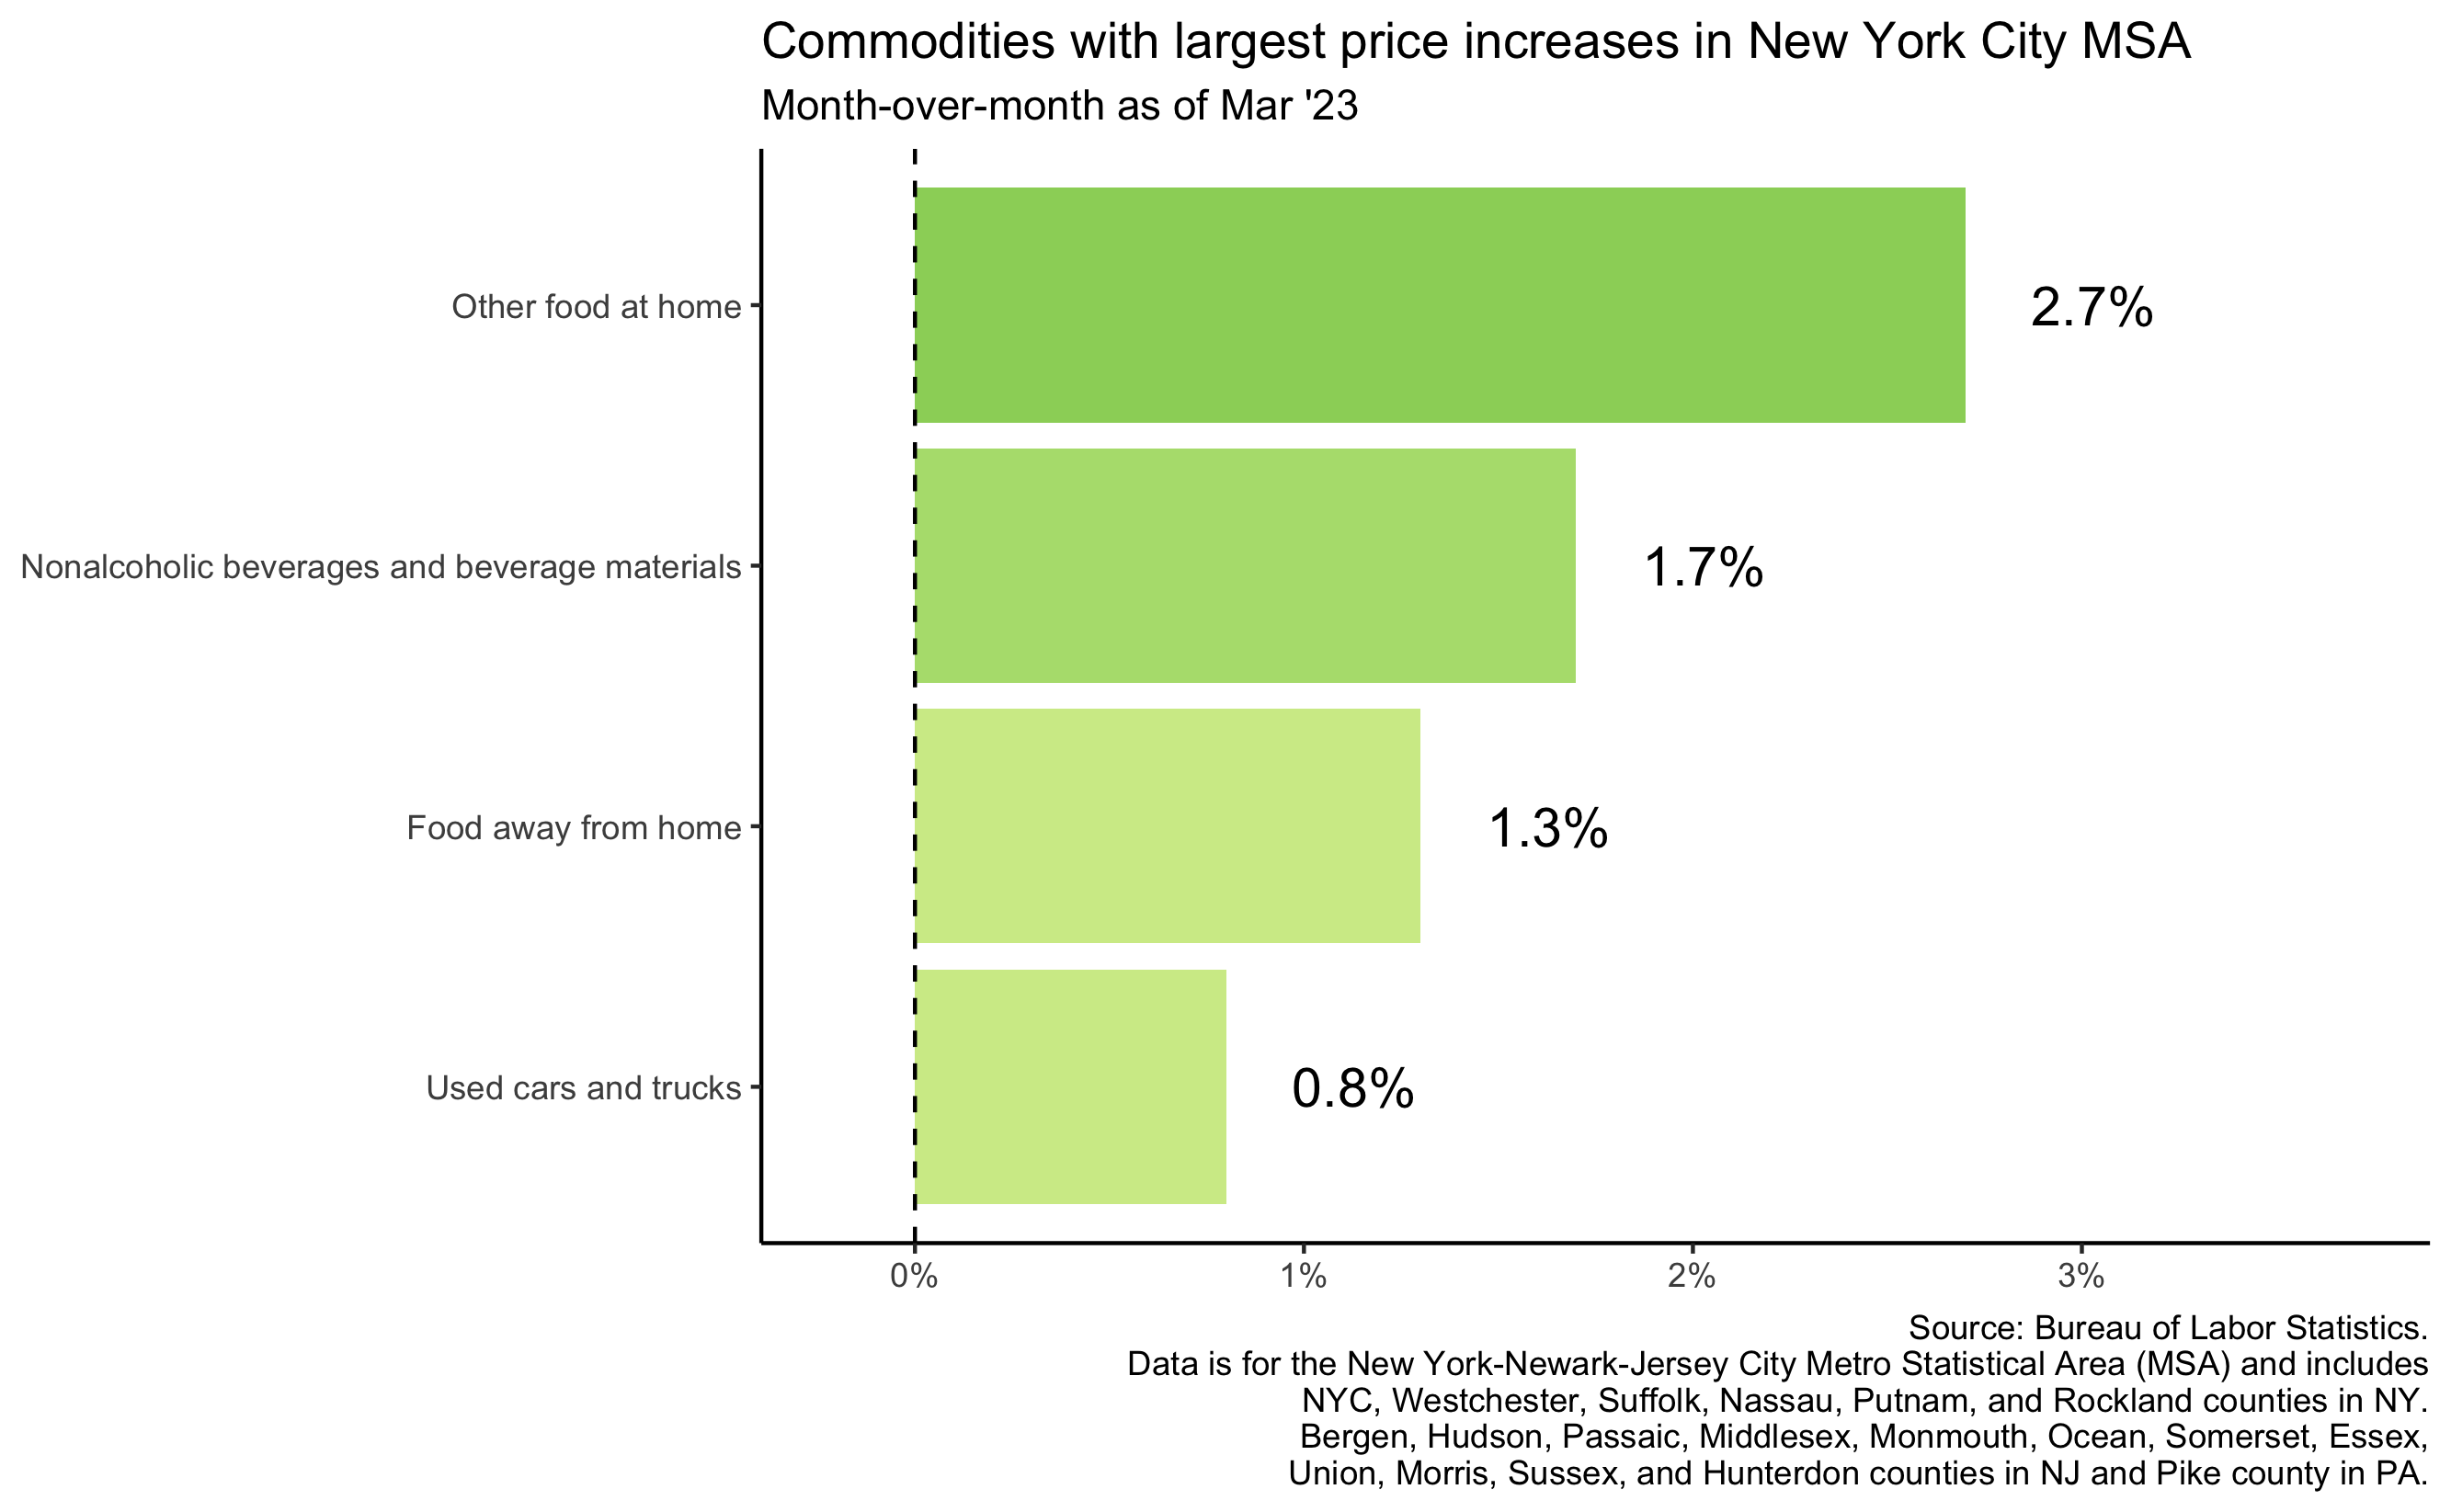 Commodities with largest price increases in New York City MSA
Month-over-month as of Mar '23
Other food at home
2.7%
Nonalcoholic beverages and beverage materials
1.7%
Food away from home
1.3%
Used cars and trucks
0.8%
0%
1%
2%
3%
Source: Bureau of Labor Statistics.
Data is for the New York-Newark-Jersey City Metro Statistical Area (MSA) and includes
NYC, Westchester, Suffolk, Nassau, Putnam, and Rockland counties in NY.
Bergen, Hudson, Passaic, Middlesex, Monmouth, Ocean, Somerset, Essex,
Union, Morris, Sussex, and Hunterdon counties in NJ and Pike county in PA.